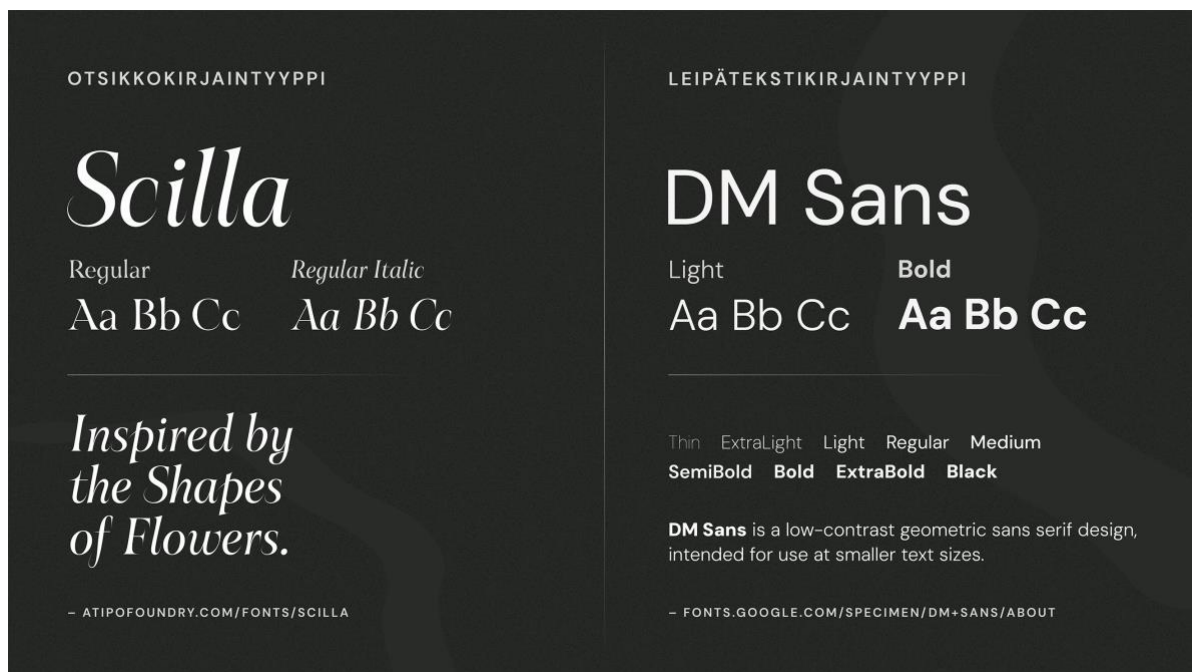 OTSIKKOKIRJAINTYYPPI
Scilla
Regular
Regular Italic
Aa Bb Cc
Aa Bb Cc
Inspired by
the Shapes
of Flowers.
– ATIPOFOUNDRY.COM/FONTS/SCILLA
LEIPÄTEKSTIKIRJAINTYYPPI
DM Sans
Light
Bold
Aa Bb Cc
Aa Bb Cc
Thin ExtraLight Light Regular Medium
SemiBold Bold ExtraBold Black
DM Sans is a low-contrast geometric sans serif design,
intended for use at smaller text sizes.
– FONTS.GOOGLE.COM/SPECIMEN/DM+SANS/ABOUT